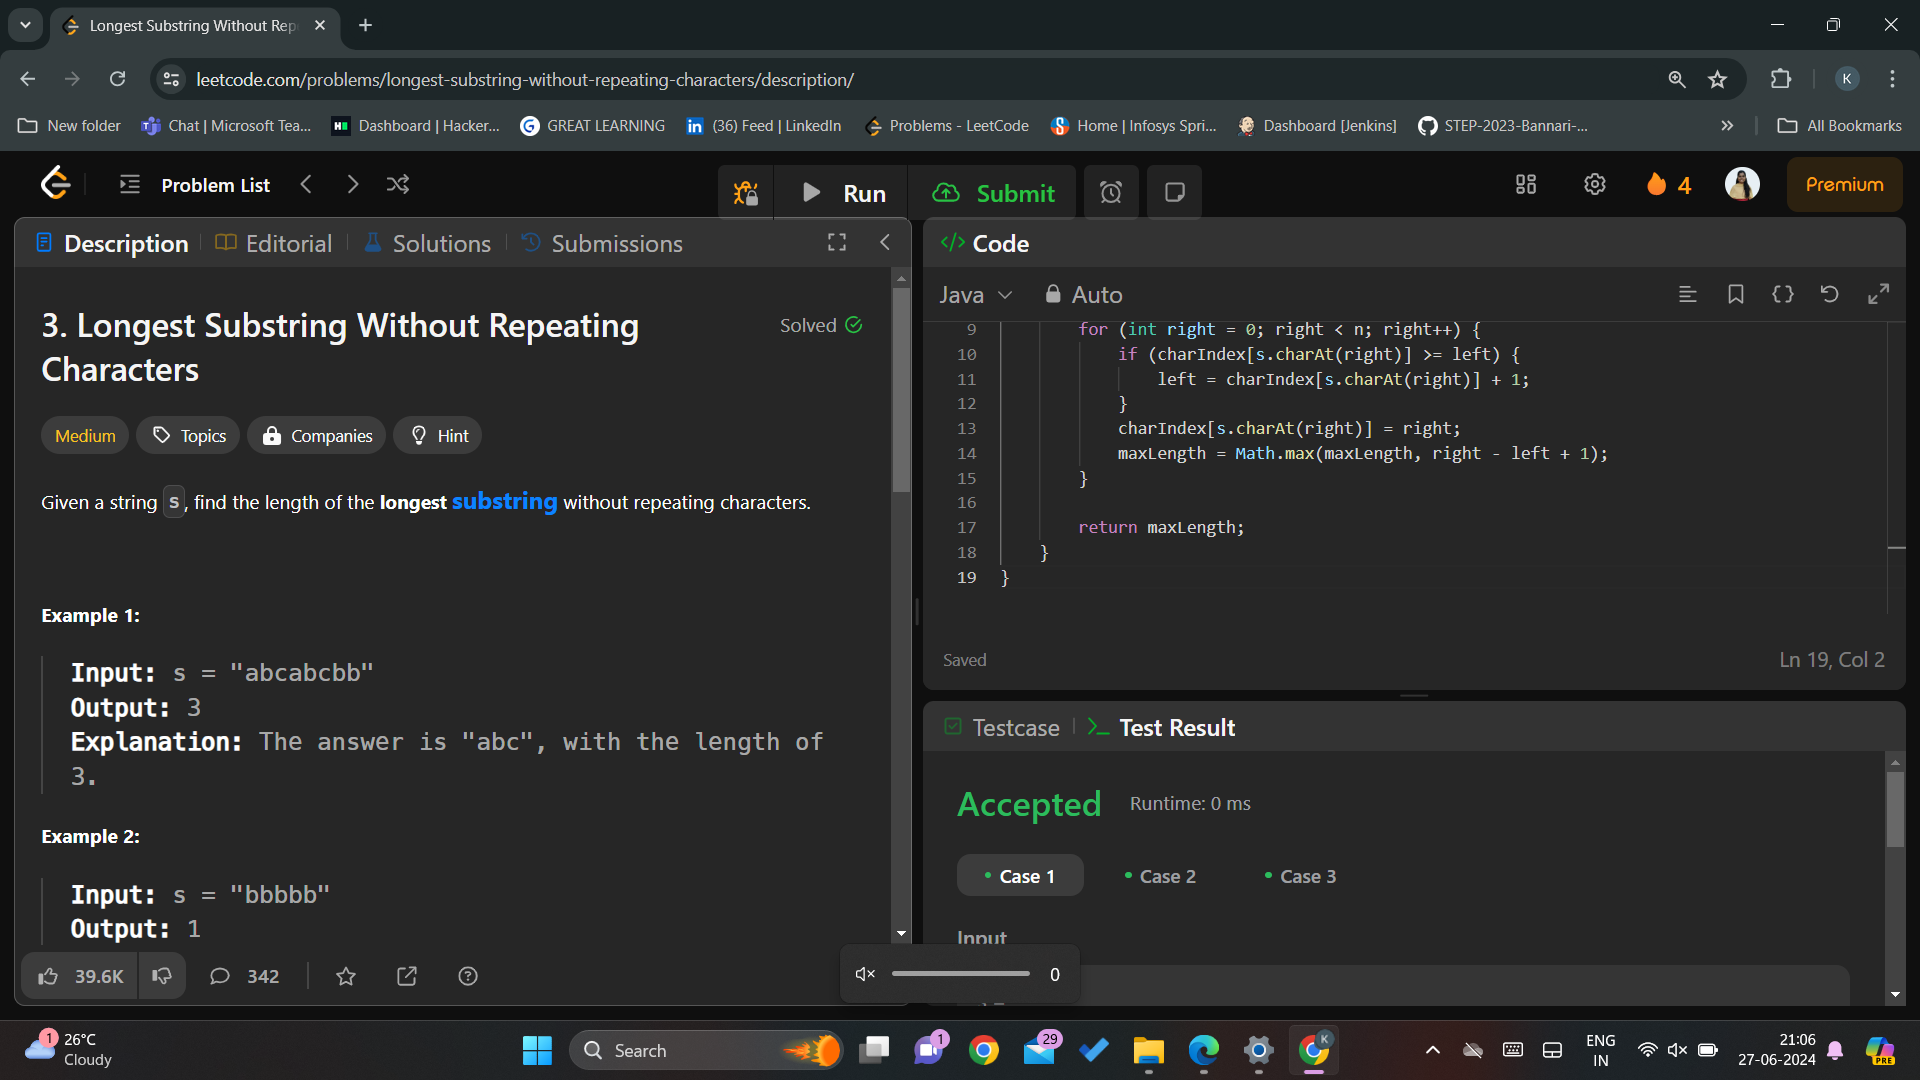 Longest Substring Without Rep
leetcode.com/problems/longest-substring-without-repeating-characters/description/
K
New folder
Chat | Microsoft Tea...
Dashboard | Hacker...
GREAT LEARNING
(36) Feed | LinkedIn
Problems - LeetCode
Home | Infosys Spri...
Dashboard [Jenkins]
STEP-2023-Bannari-...
All Bookmarks
Problem List
Run
Submit
4
Premium
Description
Editorial
Solutions
Submissions
3. Longest Substring Without Repeating
Characters
Solved
Medium
Topics
Companies
Hint
Given a string s, find the length of the longest substring without repeating characters.
Example 1:
Input: s = "abcabcbb"
Output: 3
Explanation: The answer is "abc", with the length of
3.
Example 2:
Input: s = "bbbbb"
Output: 1
39.6K
342
</> Code
Java
Auto
9 for (int right = 0; right < n; right++) {
10 if (charIndex[s.charAt(right)] >= left) {
11 left = charIndex[s.charAt(right)] + 1;
12 }
13 charIndex[s.charAt(right)] = right;
14 maxLength = Math.max(maxLength, right - left + 1);
15 }
16
17 return maxLength;
18 }
19 }
Saved
Ln 19, Col 2
Testcase
Test Result
Accepted
Runtime: 0 ms
Case 1
Case 2
Case 3
Input
0
1
26°C
Cloudy
Search
1
29
K
ENG
IN
21:06
27-06-2024
PRE